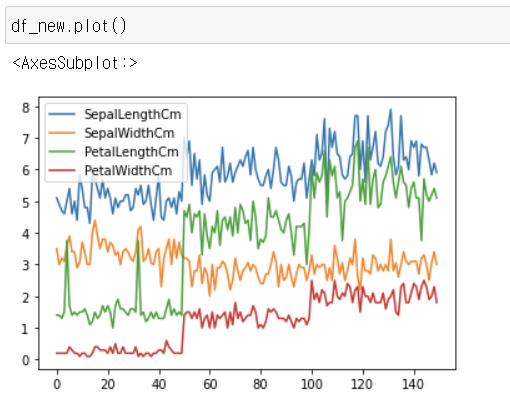 df_new.plot()
<AxesSubplot:>
8
7
6
5
4
3
2
1
0
SepalLengthCm
SepalWidthCm
PetalLengthCm
PetalWidthCm
0 20 40 60 80 100 120 140